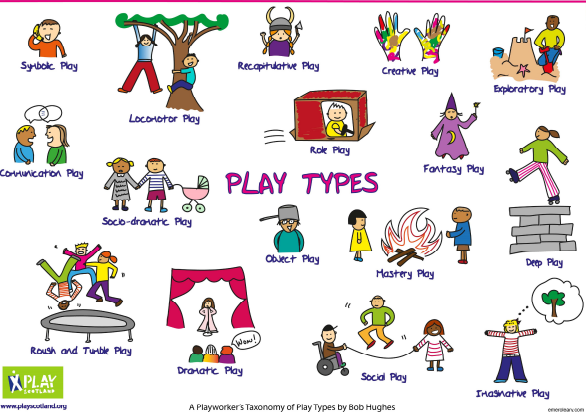 Symbolic Play
Locomotor Play
Recapitulative Play
Creative Play
Exploratory Play
Communication Play
Role Play
Fantasy Play
Socio-dramatic Play
PLAY TYPES
Object Play
Mastery Play
Deep Play
Rough and Tumble Play
Wow!
Dramatic Play
Social Play
Imaginative Play
PLAY
SCOTLAND
www.playscotland.org
A Playworker's Taxonomy of Play Types by Bob Hughes
emerolearn.com